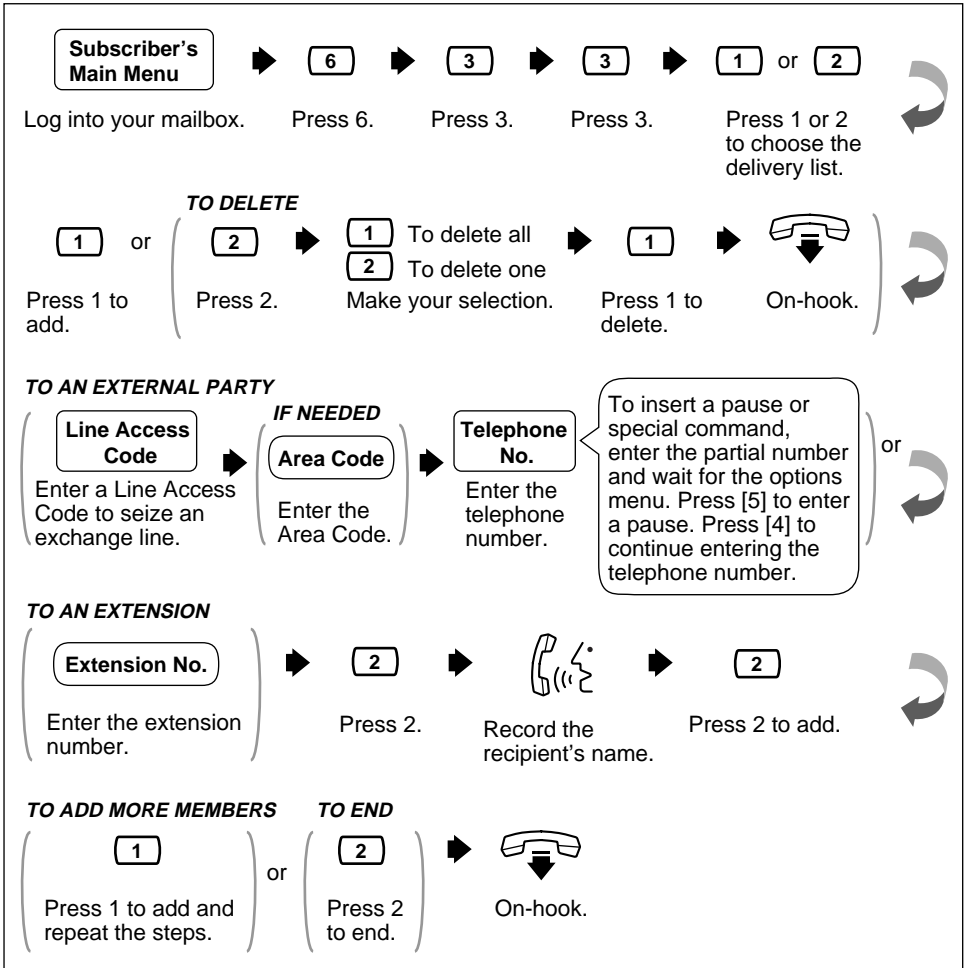 Subscriber's
Main Menu
6
3
3
1 or 2
Log into your mailbox.
Press 6.
Press 3.
Press 3.
Press 1 or 2
to choose the
delivery list.
TO DELETE
1 or
2
1 To delete all
2 To delete one
1
Press 1 to
add.
Press 2.
Make your selection.
Press 1 to
delete.
On-hook.
TO AN EXTERNAL PARTY
Line Access
Code
Enter a Line Access
Code to seize an
exchange line.
IF NEEDED
Area Code
Enter the
Area Code.
Telephone
No.
Enter the
telephone
number.
To insert a pause or
special command,
enter the partial number
and wait for the options
menu. Press [5] to enter
a pause. Press [4] to
continue entering the
telephone number.
or
TO AN EXTENSION
Extension No.
Enter the extension
number.
2
Press 2.
Record the
recipient's name.
2
Press 2 to add.
TO ADD MORE MEMBERS
1
Press 1 to add and
repeat the steps.
or
TO END
2
Press 2
to end.
On-hook.